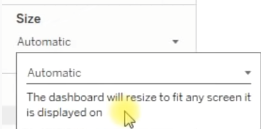 Size
Automatic
Automatic
The dashboard will resize to fit any screen it
is displayed on